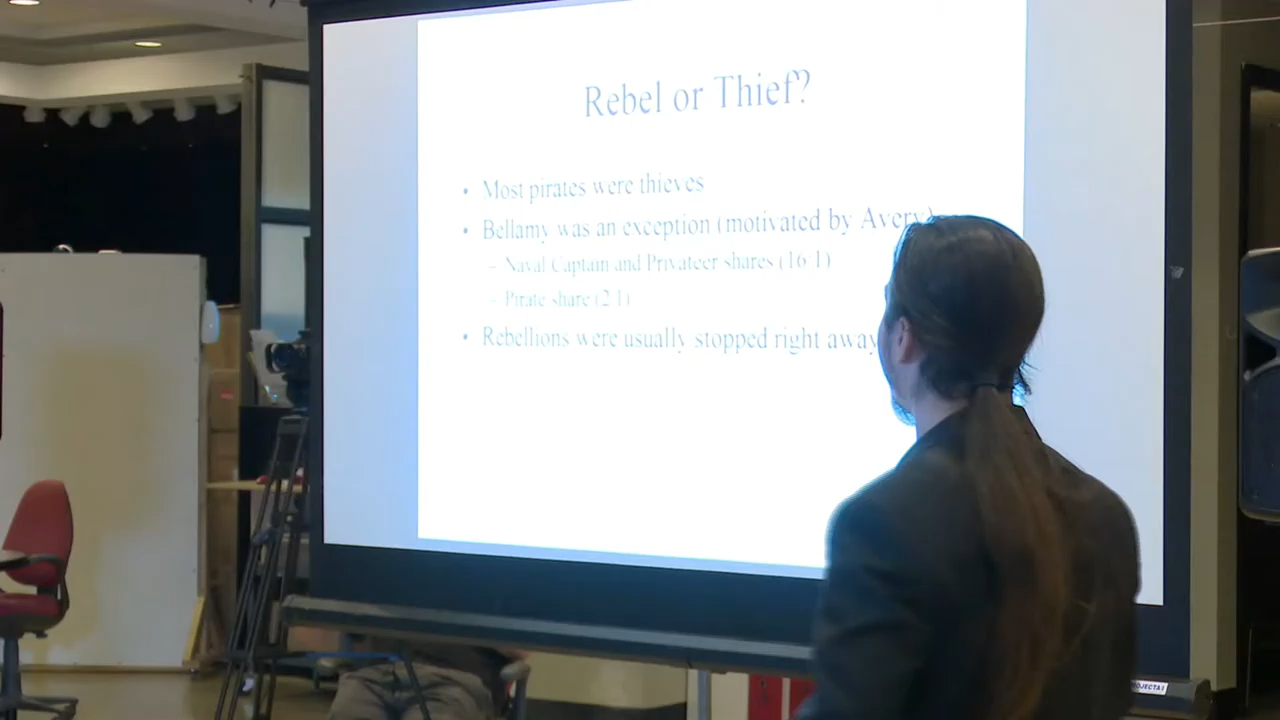 Rebel or Thief?
• Most pirates were thieves
• Bellamy was an exception (motivated by Avery)
– Naval Captain and Privateer shares (16:1)
– Pirate share (2:1)
• Rebellions were usually stopped right away